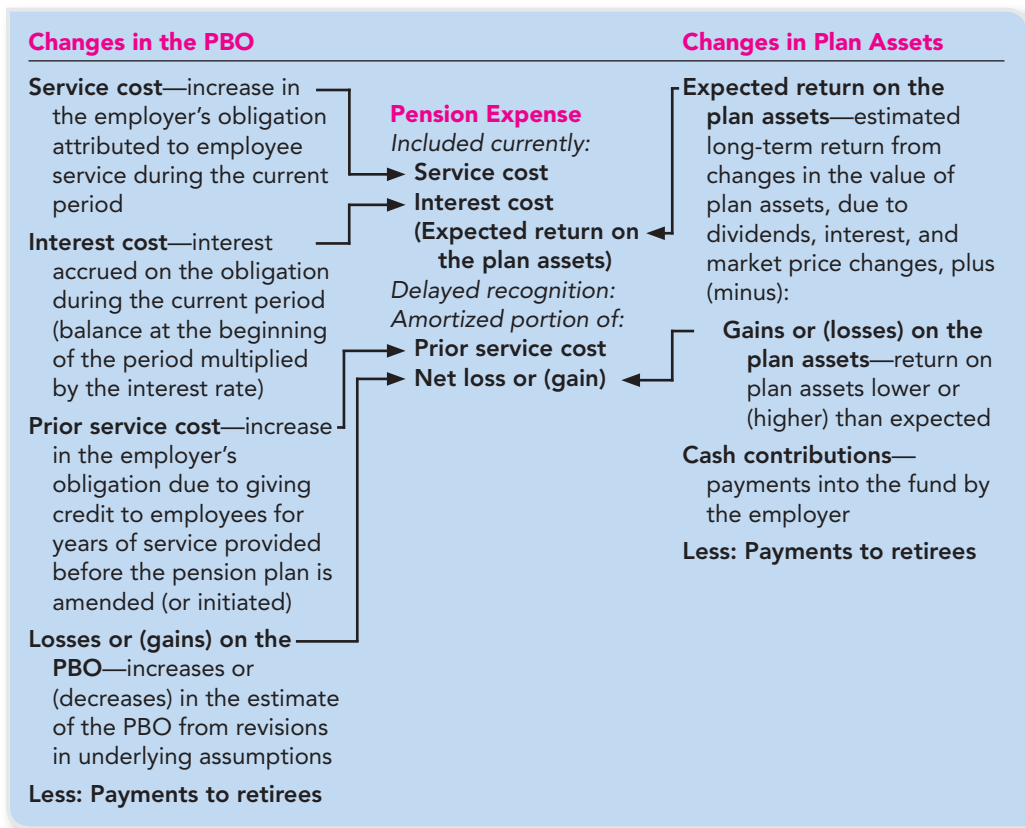 Changes in the PBO
Service cost—increase in
the employer's obligation
attributed to employee
service during the current
period
Interest cost—interest
accrued on the obligation
during the current period
(balance at the beginning
of the period multiplied
by the interest rate)
Prior service cost—increase
in the employer's
obligation due to giving
credit to employees for
years of service provided
before the pension plan is
amended (or initiated)
Losses or (gains) on the
PBO—increases or
(decreases) in the estimate
of the PBO from revisions
in underlying assumptions
Less: Payments to retirees
Pension Expense
Included currently:
Service cost
Interest cost
(Expected return on
the plan assets)
Delayed recognition:
Amortized portion of:
Prior service cost
Net loss or (gain)
Changes in Plan Assets
Expected return on the
plan assets—estimated
long-term return from
changes in the value of
plan assets, due to
dividends, interest, and
market price changes, plus
(minus):
Gains or (losses) on the
plan assets—return on
plan assets lower or
(higher) than expected
Cash contributions—
payments into the fund by
the employer
Less: Payments to retirees